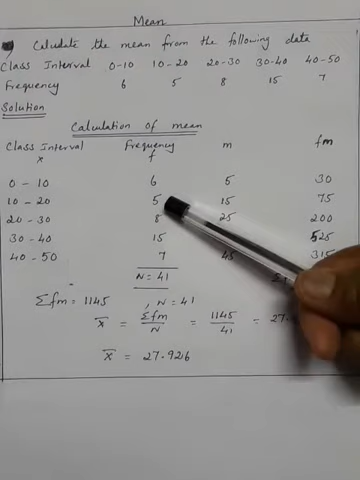 Mean
Calculate the mean from the following data
Class Interval 0-10 10-20 20-30 30-40 40-50
Frequency 6 5 8 15 7
Solution
Calculation of mean
Class Interval Frequency m fm
x f
0-10 6 5 30
10-20 5 15 75
20-30 8 25 200
30-40 15 525
40-50 7 45 315
N=41
Σfm = 1145 , N=41
x̄ = Σfm/N = 1145/41 = 27.
x̄ = 27.926